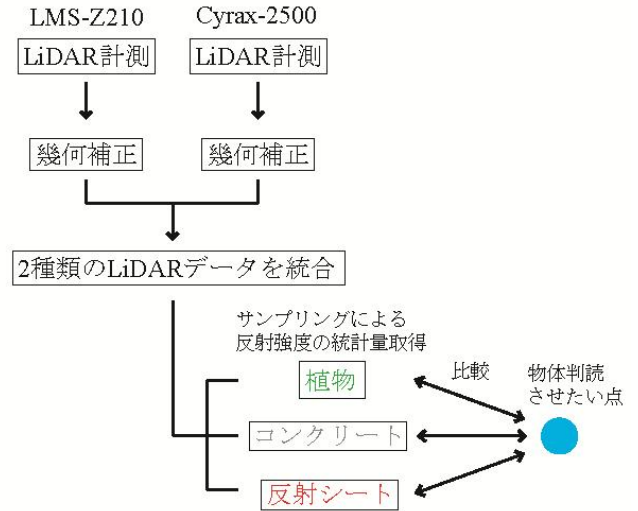 LMS-Z210
Cyrax-2500
LiDAR計測
LiDAR計測
幾何補正
幾何補正
2種類のLiDARデータを統合
サンプリングによる
反射強度の統計量取得
植物
比較
物体判読
させたい点
コンクリート
反射シート